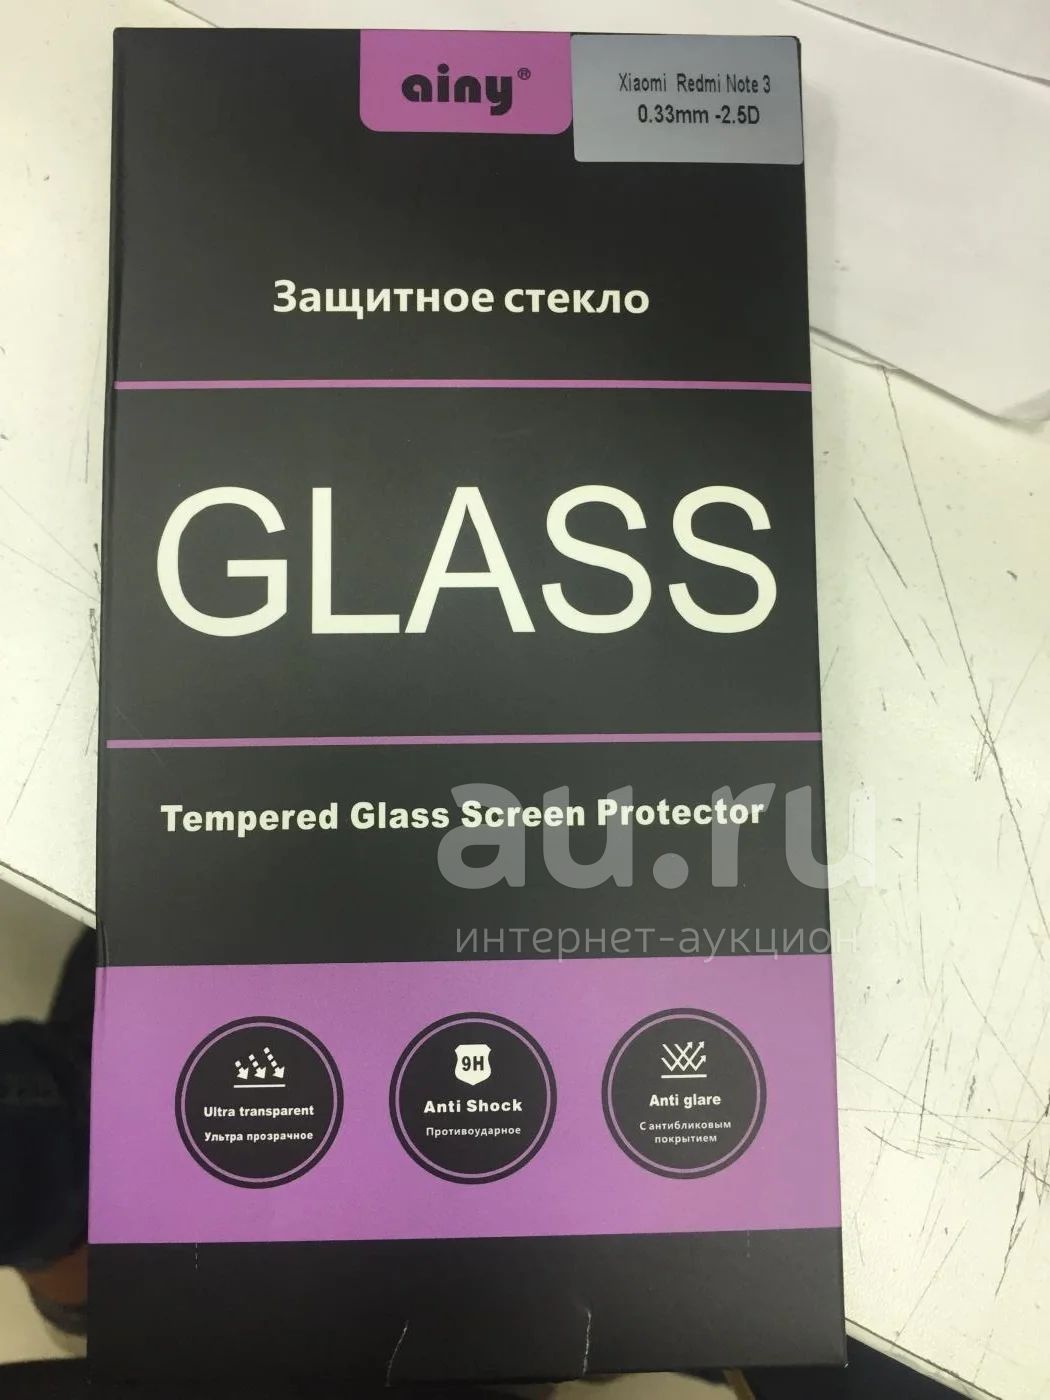 ainy®
Xiaomi Redmi Note 3
0.33mm -2.5D
Защитное стекло
GLASS
Tempered Glass Screen Protector
au.ru
интернет-аукцион
Ultra transparent
Ультра прозрачное
9H
Anti Shock
Противоударное
Anti glare
С антибликовым
покрытием